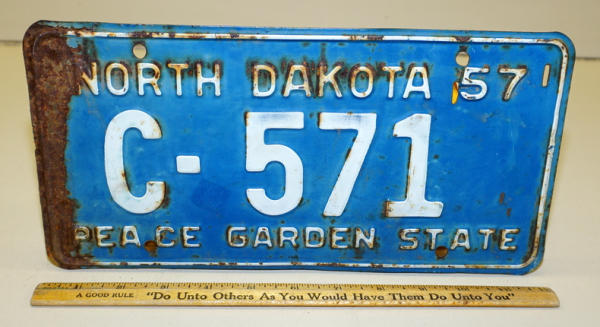 NORTH DAKOTA 57
C-571
PEACE GARDEN STATE
A GOOD RULE "Do Unto Others As You Would Have Them Do Unto You"